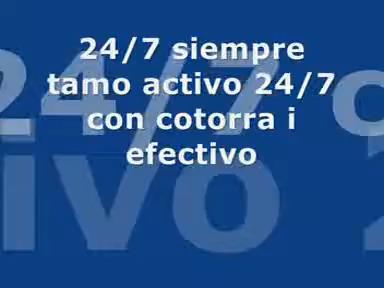 24/7 siempre
tamo activo 24/7
con cotorra i
efectivo